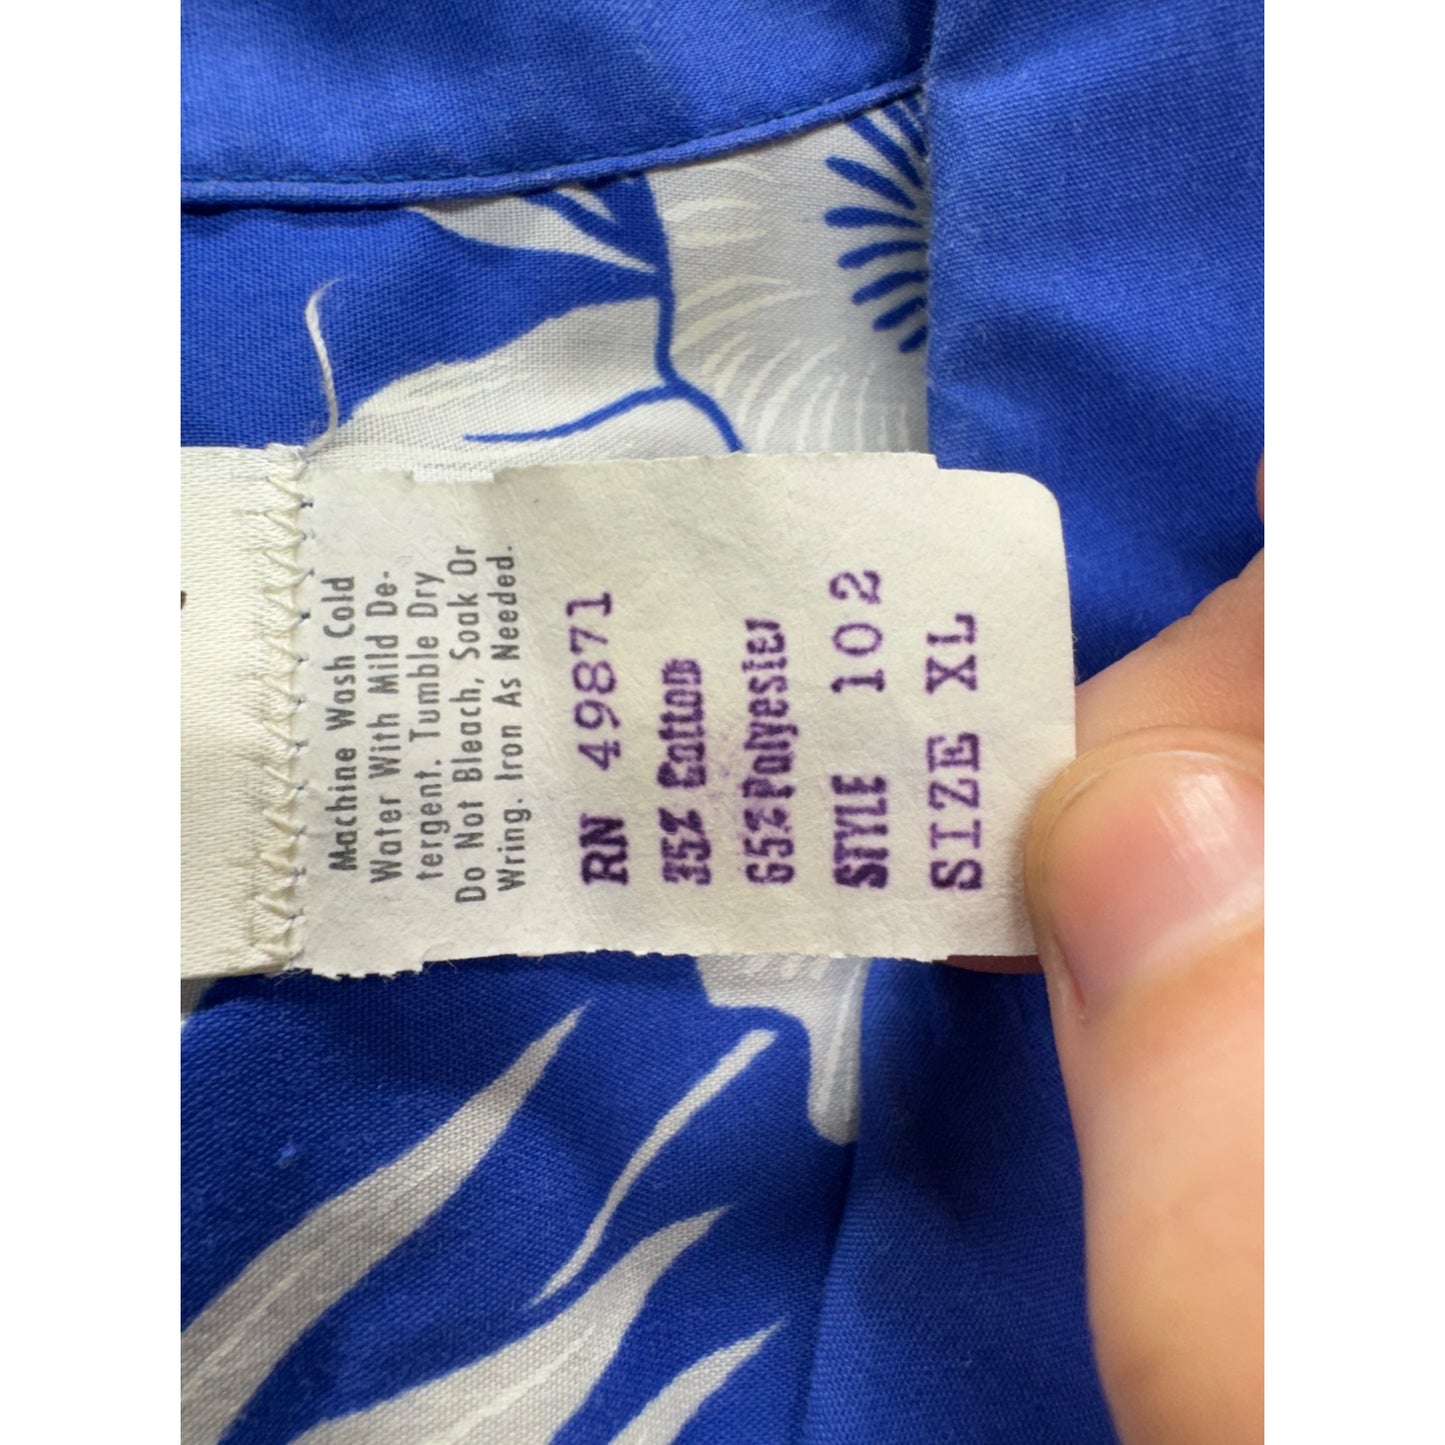 Machine Wash Cold
Water With Mild De-
tergent. Tumble Dry
Do Not Bleach, Soak Or
Wring. Iron As Needed.
RN 49871
35% Cotton
65% Polyester
STYLE 102
SIZE XL